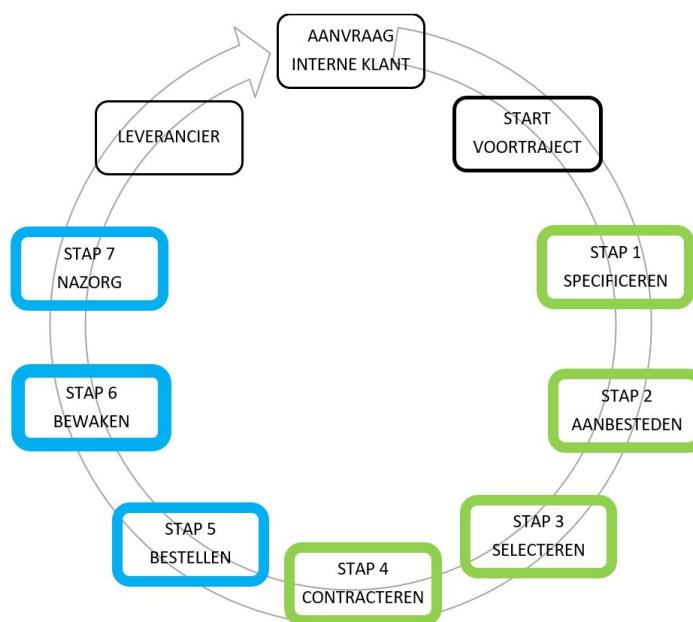 AANVRAAG
INTERNE KLANT
START
VOORTRAJECT
STAP 1
SPECIFICEREN
STAP 2
AANBESTEDEN
STAP 3
SELECTEREN
STAP 4
CONTRACTEREN
STAP 5
BESTELLEN
STAP 6
BEWAKEN
STAP 7
NAZORG
LEVERANCIER